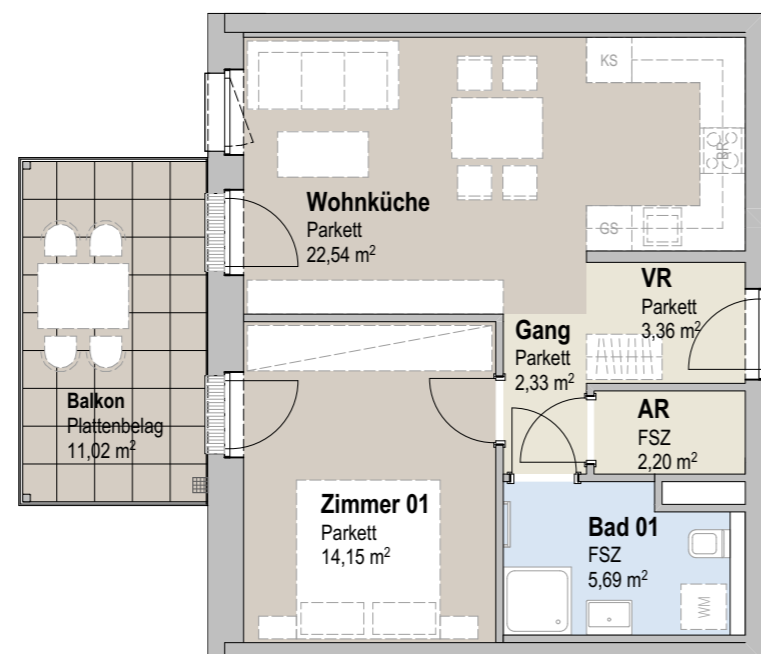 KS
BR
GS
Wohnküche
Parkett
22,54 m²
VR
Parkett
3,36 m²
Gang
Parkett
2,33 m²
Balkon
Plattenbelag
11,02 m²
AR
FSZ
2,20 m²
Zimmer 01
Parkett
14,15 m²
Bad 01
FSZ
5,69 m²
WM